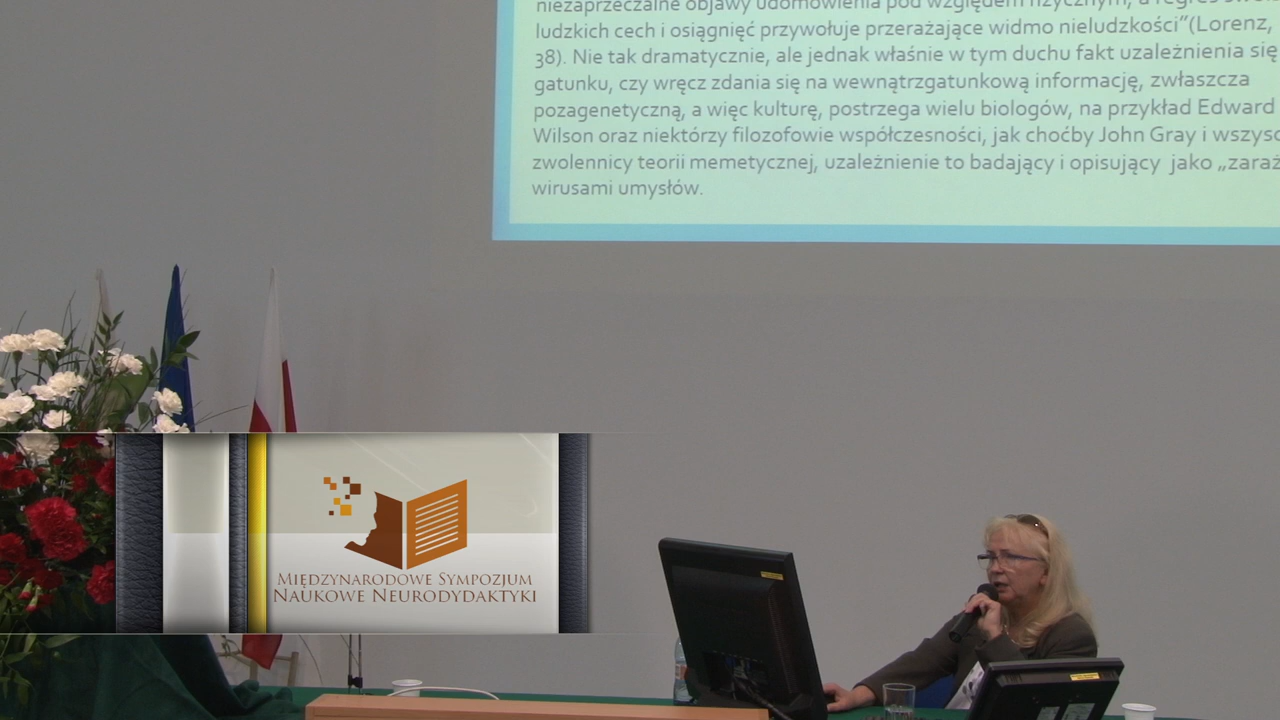 niezaprzeczalne objawy udomowienia pod względem fizycznym, a regres
ludzkich cech i osiągnięć przywołuje przerażające widmo nieludzkości"(Lorenz,
38). Nie tak dramatycznie, ale jednak właśnie w tym duchu fakt uzależnienia się
gatunku, czy wręcz zdania się na wewnątrzgatunkową informację, zwłaszcza
pozagenetyczną, a więc kulturę, postrzega wielu biologów, na przykład Edward
Wilson oraz niektórzy filozofowie współczesności, jak choćby John Gray i
zwolennicy teorii memetycznej, uzależnienie to badający i opisujący jako
wirusami umysłów.
Międzynarodowe Sympozjum
Naukowe Neurodydaktyki